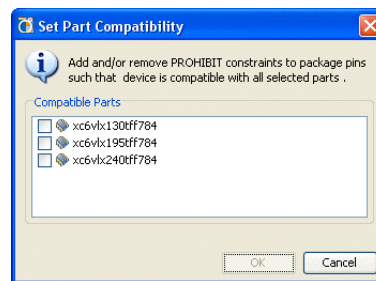 Set Part Compatibility
Add and/or remove PROHIBIT constraints to package pins
such that device is compatible with all selected parts .
Compatible Parts
xc6vlx130tff784
xc6vlx195tff784
xc6vlx240tff784
OK
Cancel